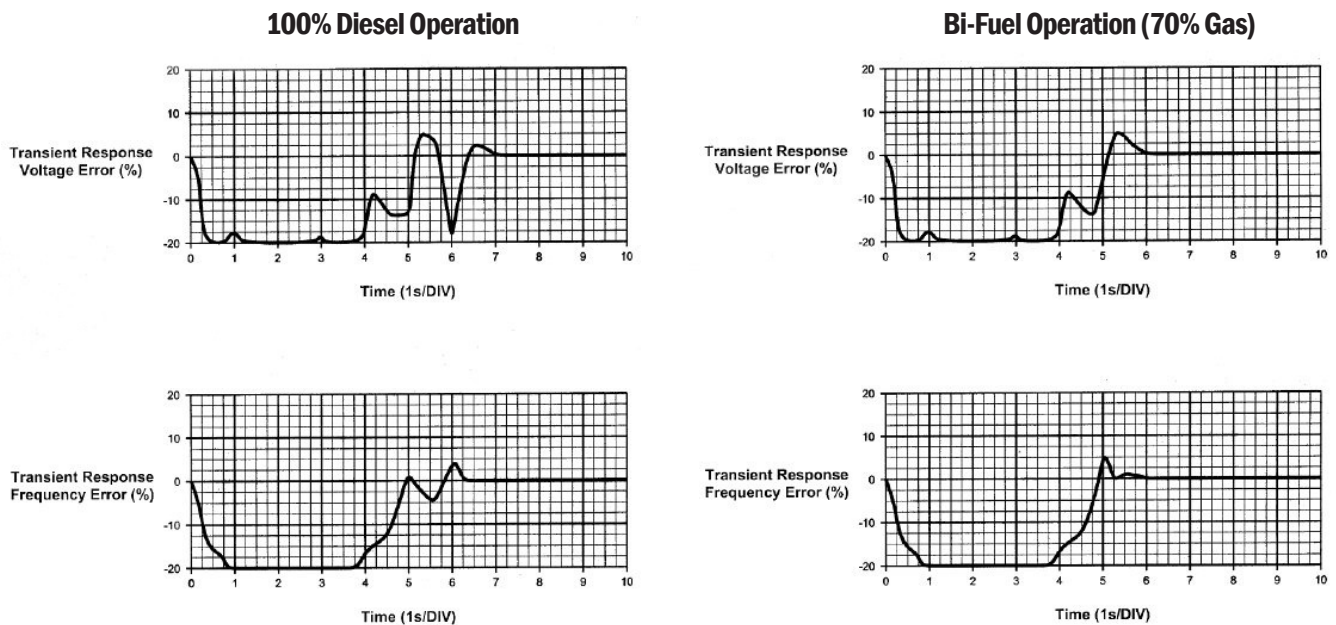 100% Diesel Operation
Bi-Fuel Operation (70% Gas)
20
10
0
-10
-20
Transient Response
Voltage Error (%)
0 1 2 3 4 5 6 7 8 9 10
Time (1s/DIV)
20
10
0
-10
-20
Transient Response
Voltage Error (%)
0 1 2 3 4 5 6 7 8 9 10
Time (1s/DIV)
20
10
0
-10
-20
Transient Response
Frequency Error (%)
0 1 2 3 4 5 6 7 8 9 10
Time (1s/DIV)
20
10
0
-10
-20
Transient Response
Frequency Error (%)
0 1 2 3 4 5 6 7 8 9 10
Time (1s/DIV)